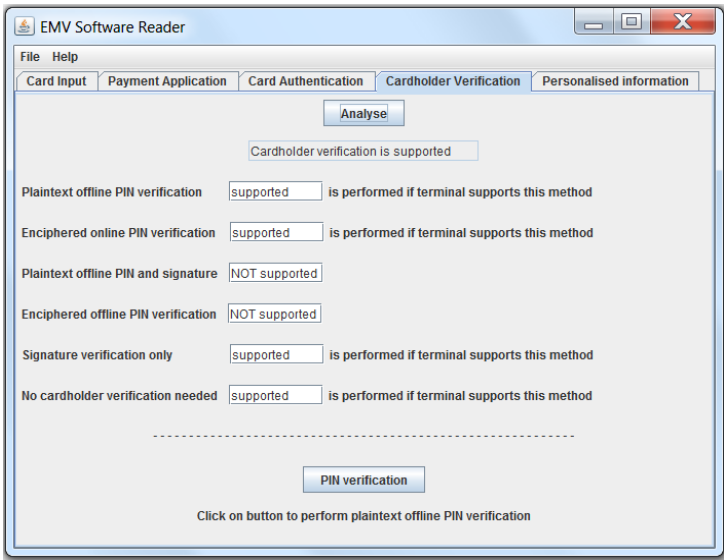 EMV Software Reader
File Help
Card Input Payment Application Card Authentication Cardholder Verification Personalised information
Analyse
Cardholder verification is supported
Plaintext offline PIN verification supported is performed if terminal supports this method
Enciphered online PIN verification supported is performed if terminal supports this method
Plaintext offline PIN and signature NOT supported
Enciphered offline PIN verification NOT supported
Signature verification only supported is performed if terminal supports this method
No cardholder verification needed supported is performed if terminal supports this method
PIN verification
Click on button to perform plaintext offline PIN verification